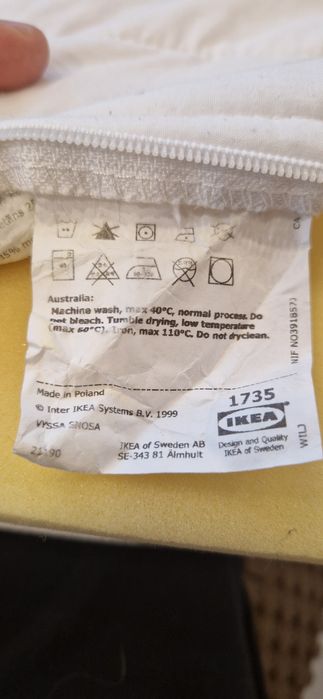 Australia:
Machine wash, max 40°C, normal process. Do
not bleach. Tumble drying, low temperature
(max 60°C). Iron, max 110°C. Do not dryclean.
Made in Poland
© Inter IKEA Systems B.V. 1999
VYSSA SNOSA
IKEA of Sweden AB
SE-343 81 Älmhult
1735
IKEA
Design and Quality
IKEA of Sweden
15% m
CA